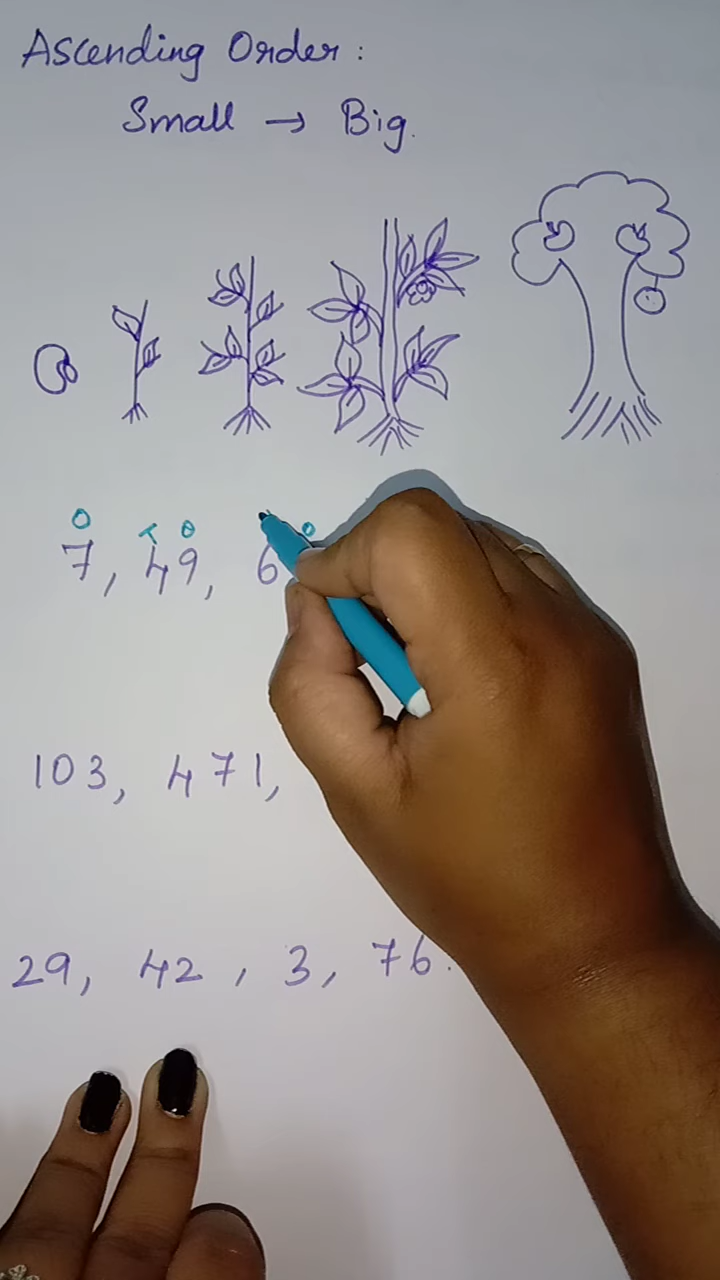 Ascending Order :
Small → Big.
O T O O
7, 49, 6
103, 471,
29, 42, 3, 76.